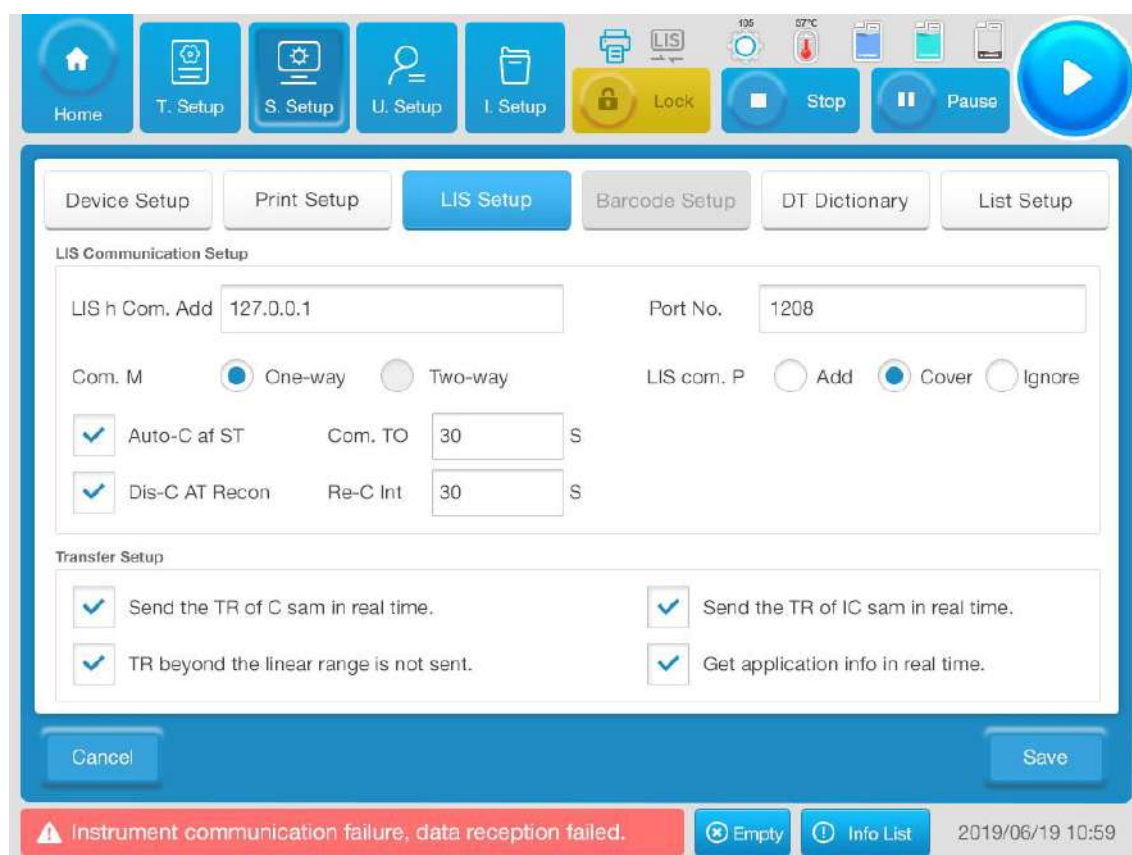 105 37°C
LIS
Home T. Setup S. Setup U. Setup I. Setup Lock Stop Pause
Device Setup Print Setup LIS Setup Barcode Setup DT Dictionary List Setup
LIS Communication Setup
LIS h Com. Add 127.0.0.1 Port No. 1208
Com. M One-way Two-way LIS com. P Add Cover Ignore
Auto-C af ST Com. TO 30 S
Dis-C AT Recon Re-C Int 30 S
Transfer Setup
Send the TR of C sam in real time. Send the TR of IC sam in real time.
TR beyond the linear range is not sent. Get application info in real time.
Cancel Save
Instrument communication failure, data reception failed. Empty Info List 2019/06/19 10:59